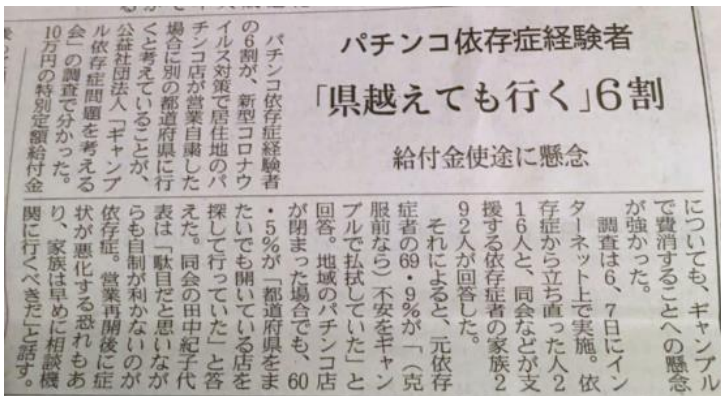 パチンコ依存症経験者
「県越えても行く」6割
給付金使途に懸念
パチンコ依存症経験者
の6割が、新型コロナウ
イルス対策で居住地のパ
チンコ店が営業自粛した
場合に別の都道府県に行
くと考えていることが、
公益社団法人「ギャンブ
ル依存症問題を考える
会」の調査で分かった。
10万円の特別定額給付金
についても、ギャンブル
で費消することへの懸念
が強かった。
調査は6、7日にイン
ターネット上で実施。依
存症から立ち直った人2
16人と、同会などが支
援する依存症者の家族2
92人が回答した。
それによると、元依存
症者の69・9%が「(克
服前なら)不安をギャン
ブルで払拭していた」と
回答。地域のパチンコ店
が閉まった場合でも、60
・5%が「都道府県をま
たいでも開いている店を
探して行っていた」と答
えた。同会の田中紀子代
表は「駄目だと思いなが
らも自制が利かないのが
依存症。営業再開後に症
状が悪化する恐れもあ
り、家族は早めに相談機
関に行くべきだ」と話す。